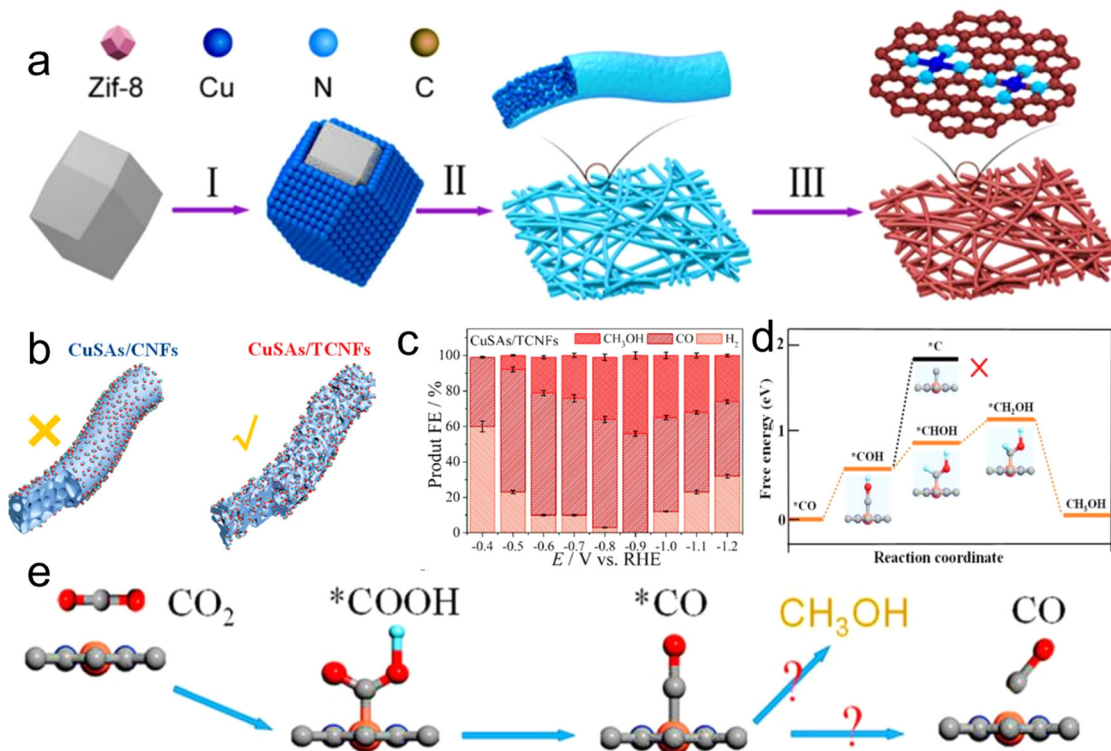 a
Zif-8 Cu N C
I II III
b
CuSAs/CNFs CuSAs/TCNFs
c
CuSAs/TCNFs CH₃OH CO H₂
100
80
60
40
20
0
Produt FE / %
-0.4 -0.5 -0.6 -0.7 -0.8 -0.9 -1.0 -1.1 -1.2
E / V vs. RHE
d
2
1
0
Free energy (eV)
*C
*CH₂OH
*CHOH
*COH
*CO
CH₃OH
Reaction coordinate
e
CO₂
*COOH
*CO
CH₃OH
CO
?
?